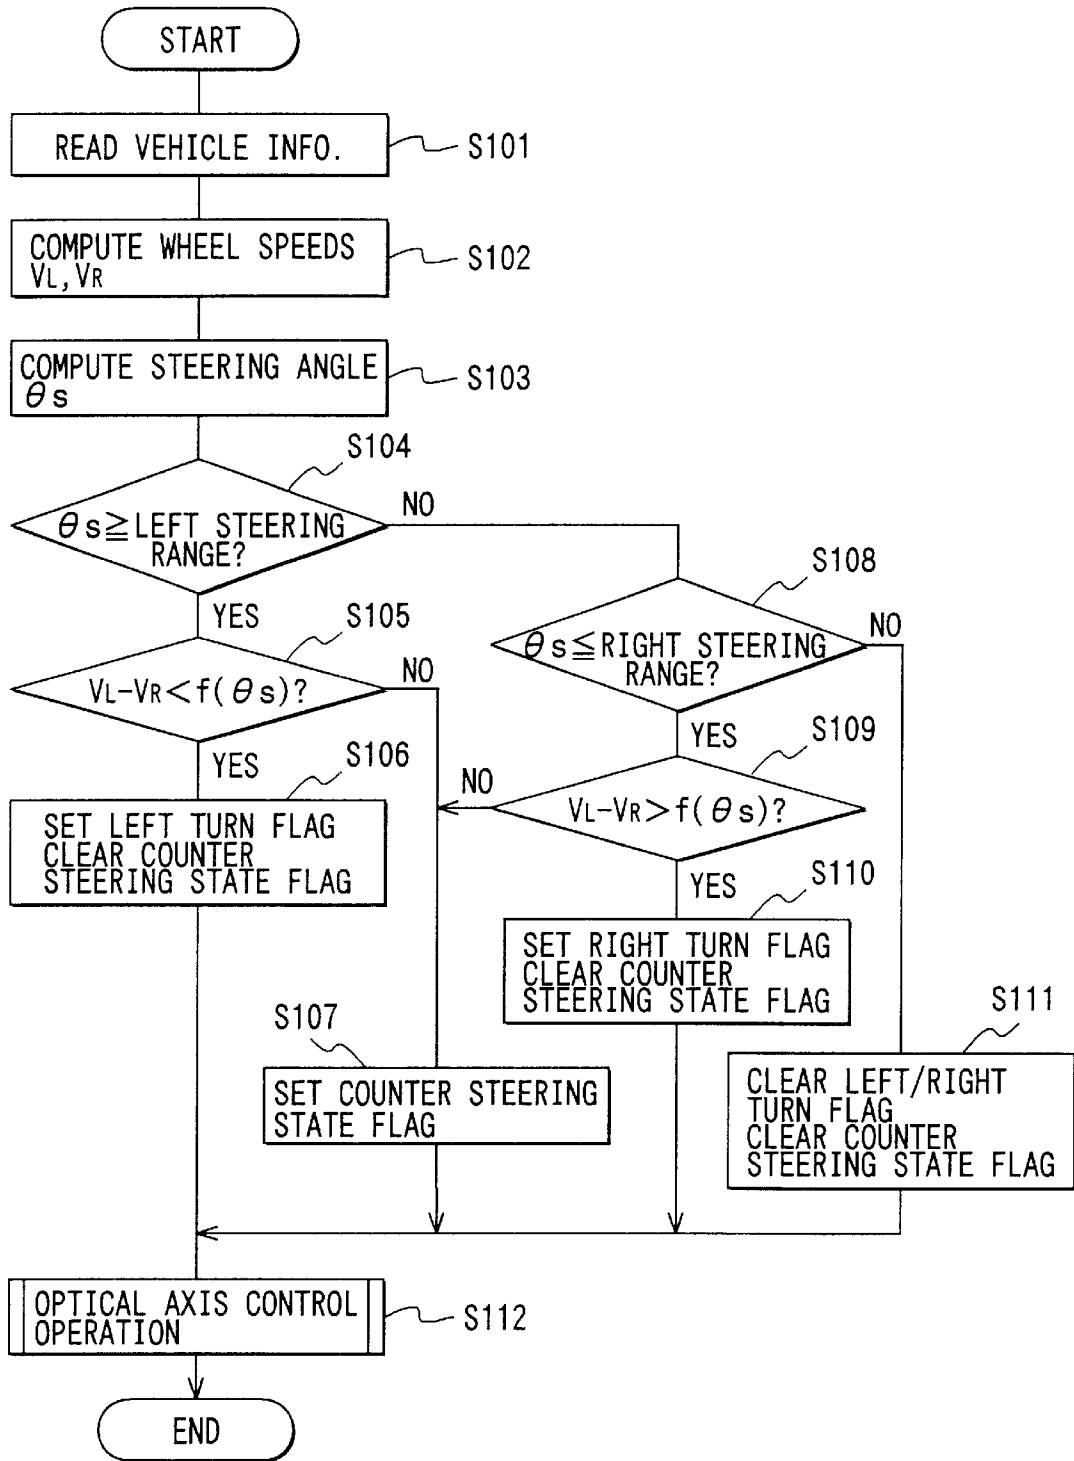 START
READ VEHICLE INFO.
S101
COMPUTE WHEEL SPEEDS
VL, VR
S102
COMPUTE STEERING ANGLE
θs
S103
S104
θs≧LEFT STEERING
RANGE?
NO
YES
S105
VL−VR<f(θs)?
NO
YES
S106
SET LEFT TURN FLAG
CLEAR COUNTER
STEERING STATE FLAG
S108
θs≦RIGHT STEERING
RANGE?
NO
YES
S109
VL−VR>f(θs)?
NO
YES
S110
SET RIGHT TURN FLAG
CLEAR COUNTER
STEERING STATE FLAG
S107
SET COUNTER STEERING
STATE FLAG
S111
CLEAR LEFT/RIGHT
TURN FLAG
CLEAR COUNTER
STEERING STATE FLAG
OPTICAL AXIS CONTROL
OPERATION
S112
END